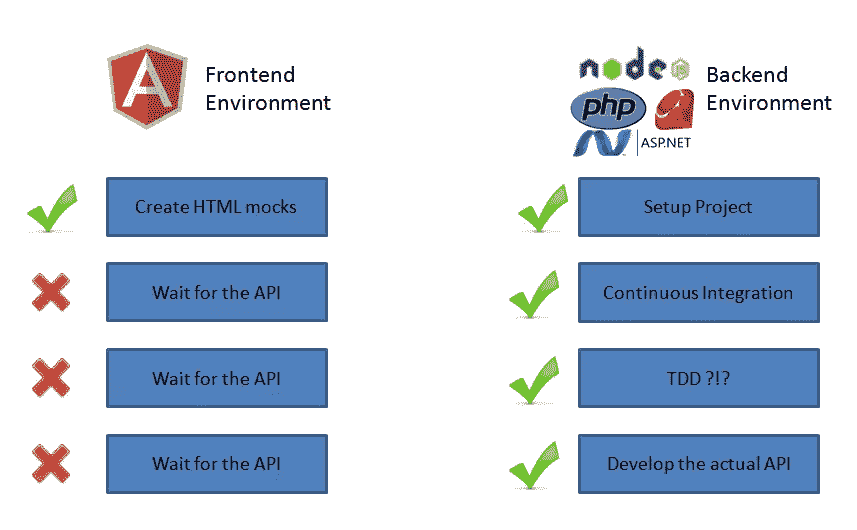 Frontend
Environment
node
php
ASP.NET
Backend
Environment
Create HTML mocks
Setup Project
Wait for the API
Continuous Integration
Wait for the API
TDD ?!?
Wait for the API
Develop the actual API